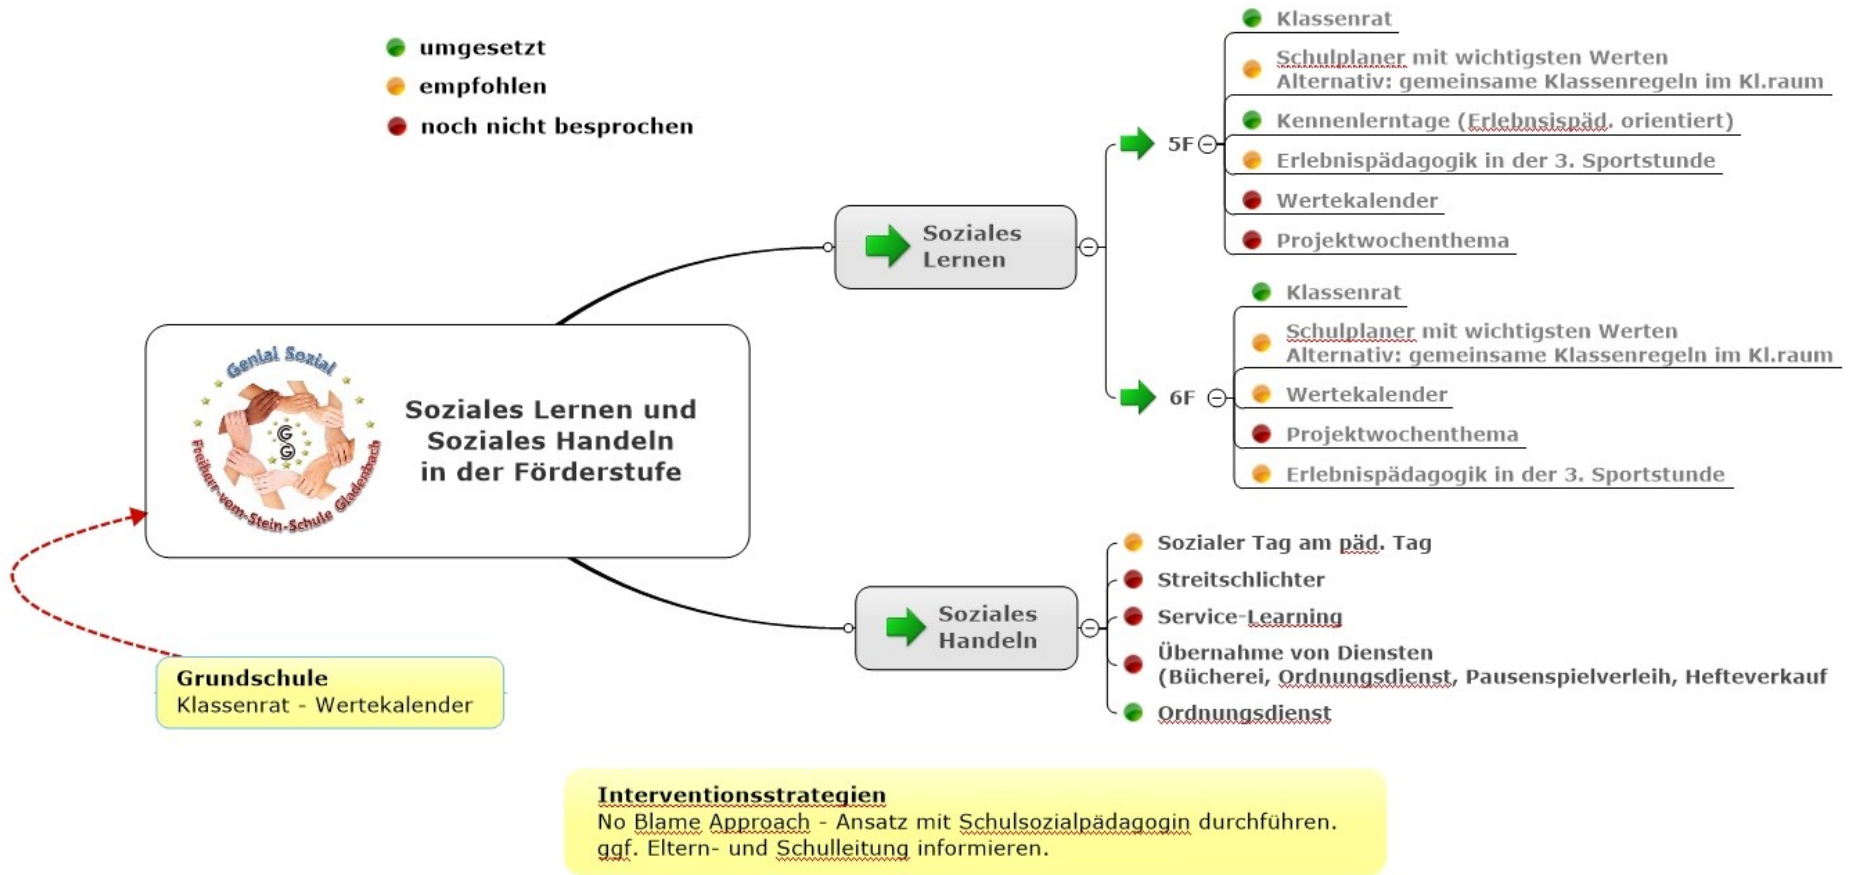 umgesetzt
empfohlen
noch nicht besprochen
Genial Sozial
Freiherr-vom-Stein-Schule Gladenbach
G
S
G
Soziales Lernen und
Soziales Handeln
in der Förderstufe
Grundschule
Klassenrat - Wertekalender
Soziales
Lernen
5F
Klassenrat
Schulplaner mit wichtigsten Werten
Alternativ: gemeinsame Klassenregeln im Kl.raum
Kennenlerntage (Erlebnsispäd. orientiert)
Erlebnispädagogik in der 3. Sportstunde
Wertekalender
Projektwochenthema
6F
Klassenrat
Schulplaner mit wichtigsten Werten
Alternativ: gemeinsame Klassenregeln im Kl.raum
Wertekalender
Projektwochenthema
Erlebnispädagogik in der 3. Sportstunde
Soziales
Handeln
Sozialer Tag am päd. Tag
Streitschlichter
Service-Learning
Übernahme von Diensten
(Bücherei, Ordnungsdienst, Pausenspielverleih, Hefteverkauf
Ordnungsdienst
Interventionsstrategien
No Blame Approach - Ansatz mit Schulsozialpädagogin durchführen.
ggf. Eltern- und Schulleitung informieren.